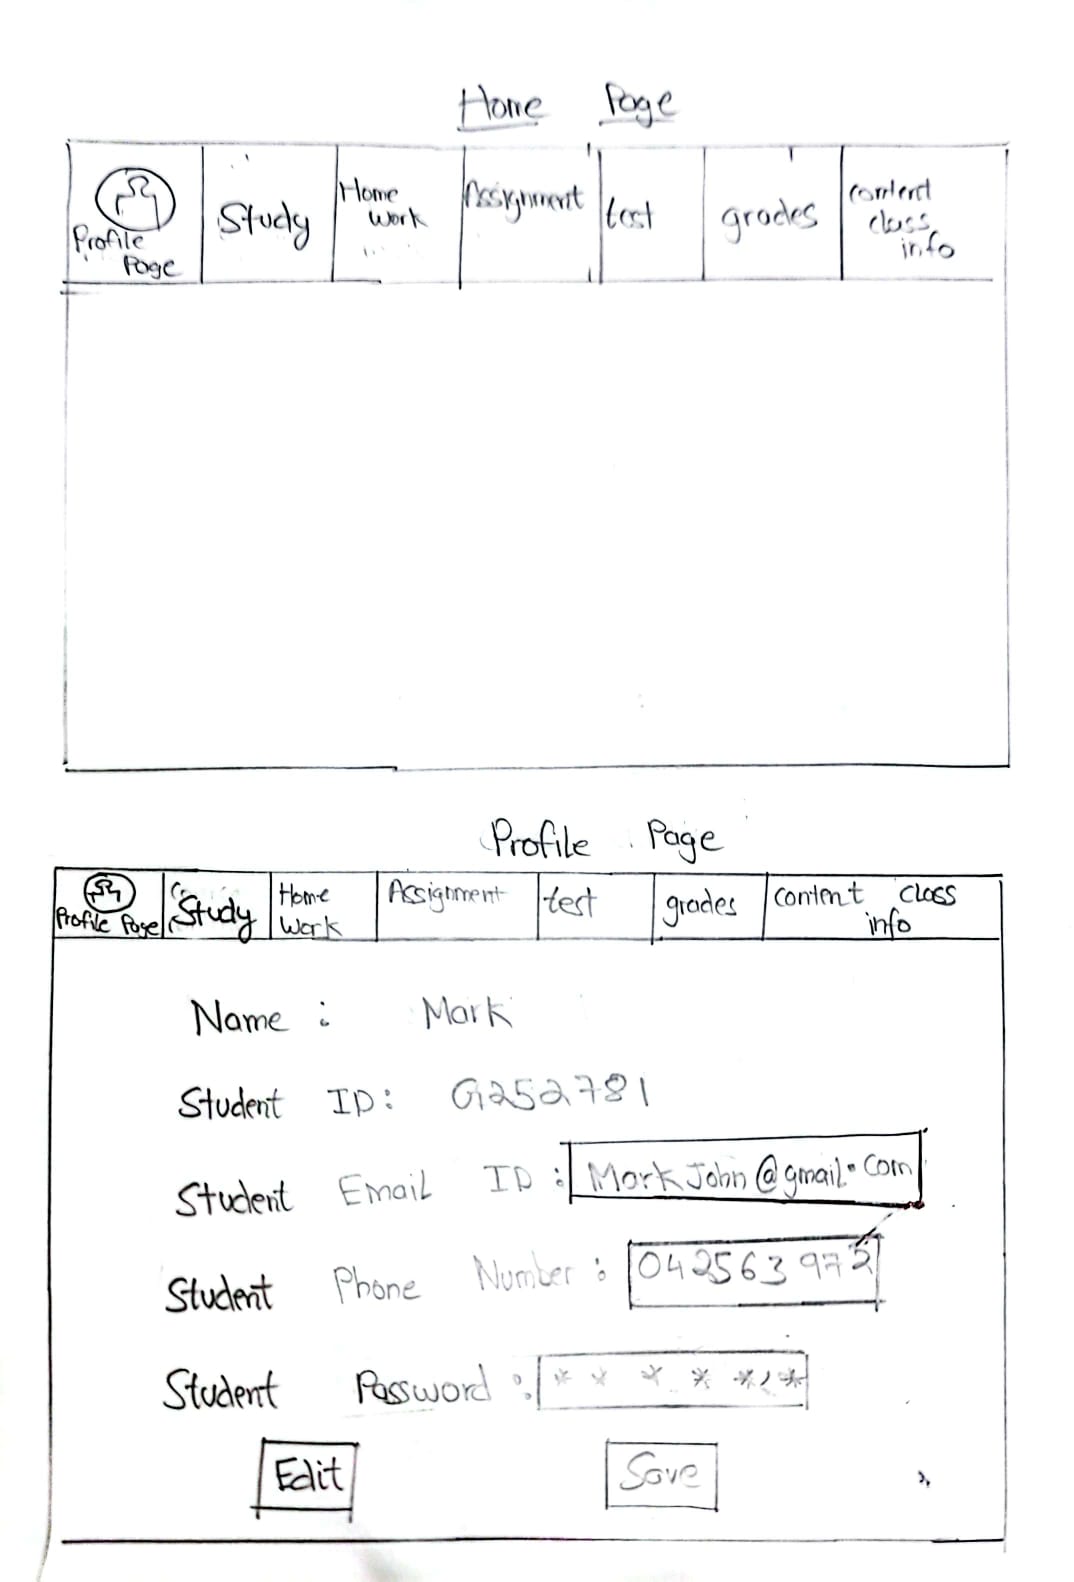 Home Page
Profile Page
Study
Home Work
Assignment
test
grades
content class info
Profile Page
Profile Page
Study
Home Work
Assignment
test
grades
content class info
Name : Mark
Student ID: G252781
Student Email ID : MarkJohn@gmail.com
Student Phone Number : 042563972
Student Password : * * * * * *
Edit
Save